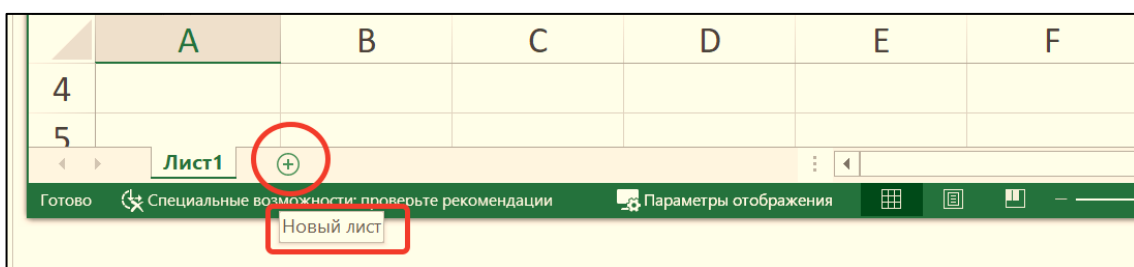 A B C D E F
4
5
Лист1
Готово Специальные возможности: проверьте рекомендации Параметры отображения
Новый лист